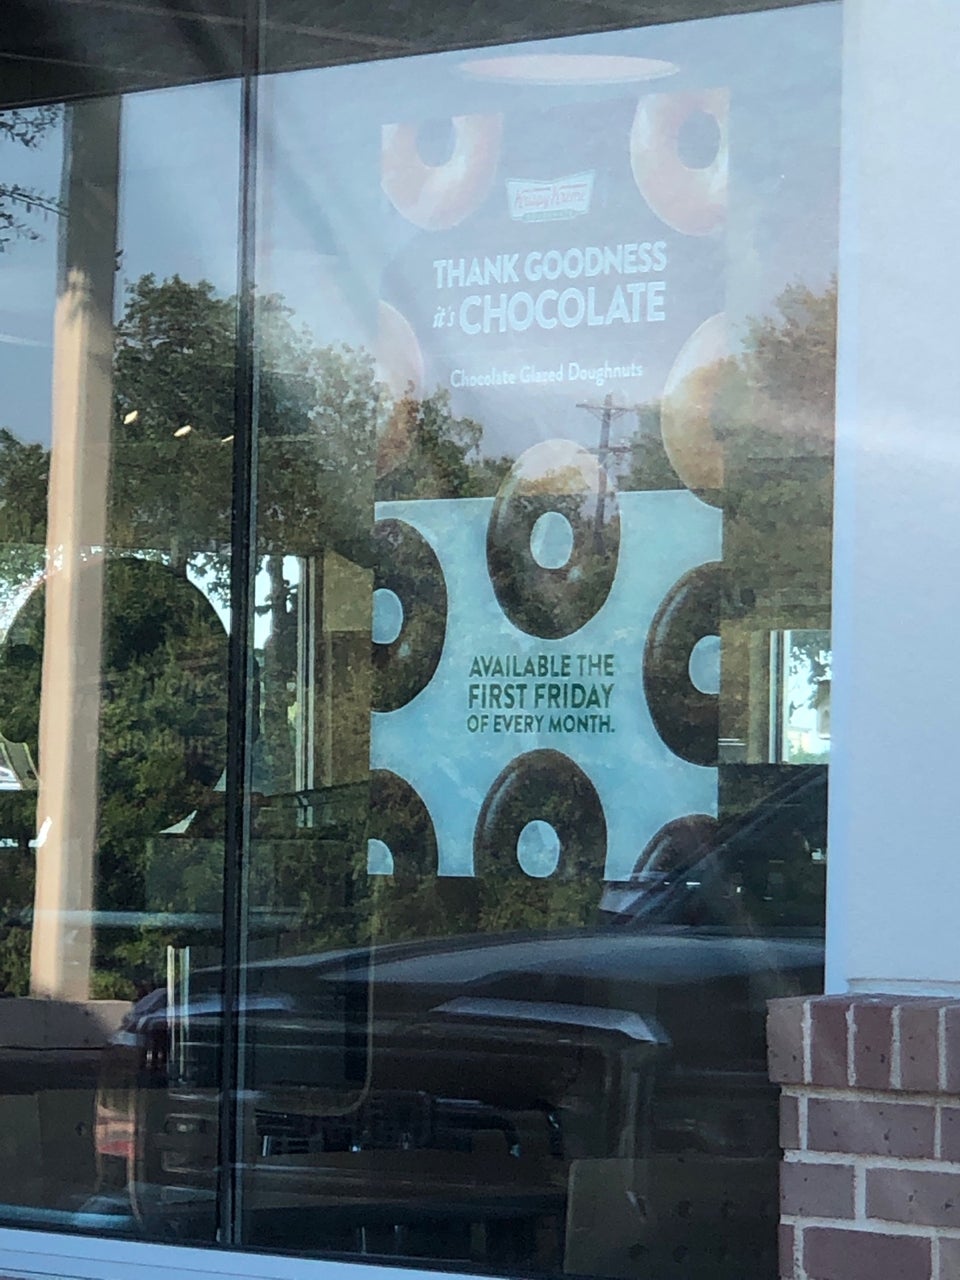 Krispy Kreme
THANK GOODNESS
it's CHOCOLATE
Chocolate Glazed Doughnuts
AVAILABLE THE
FIRST FRIDAY
OF EVERY MONTH.